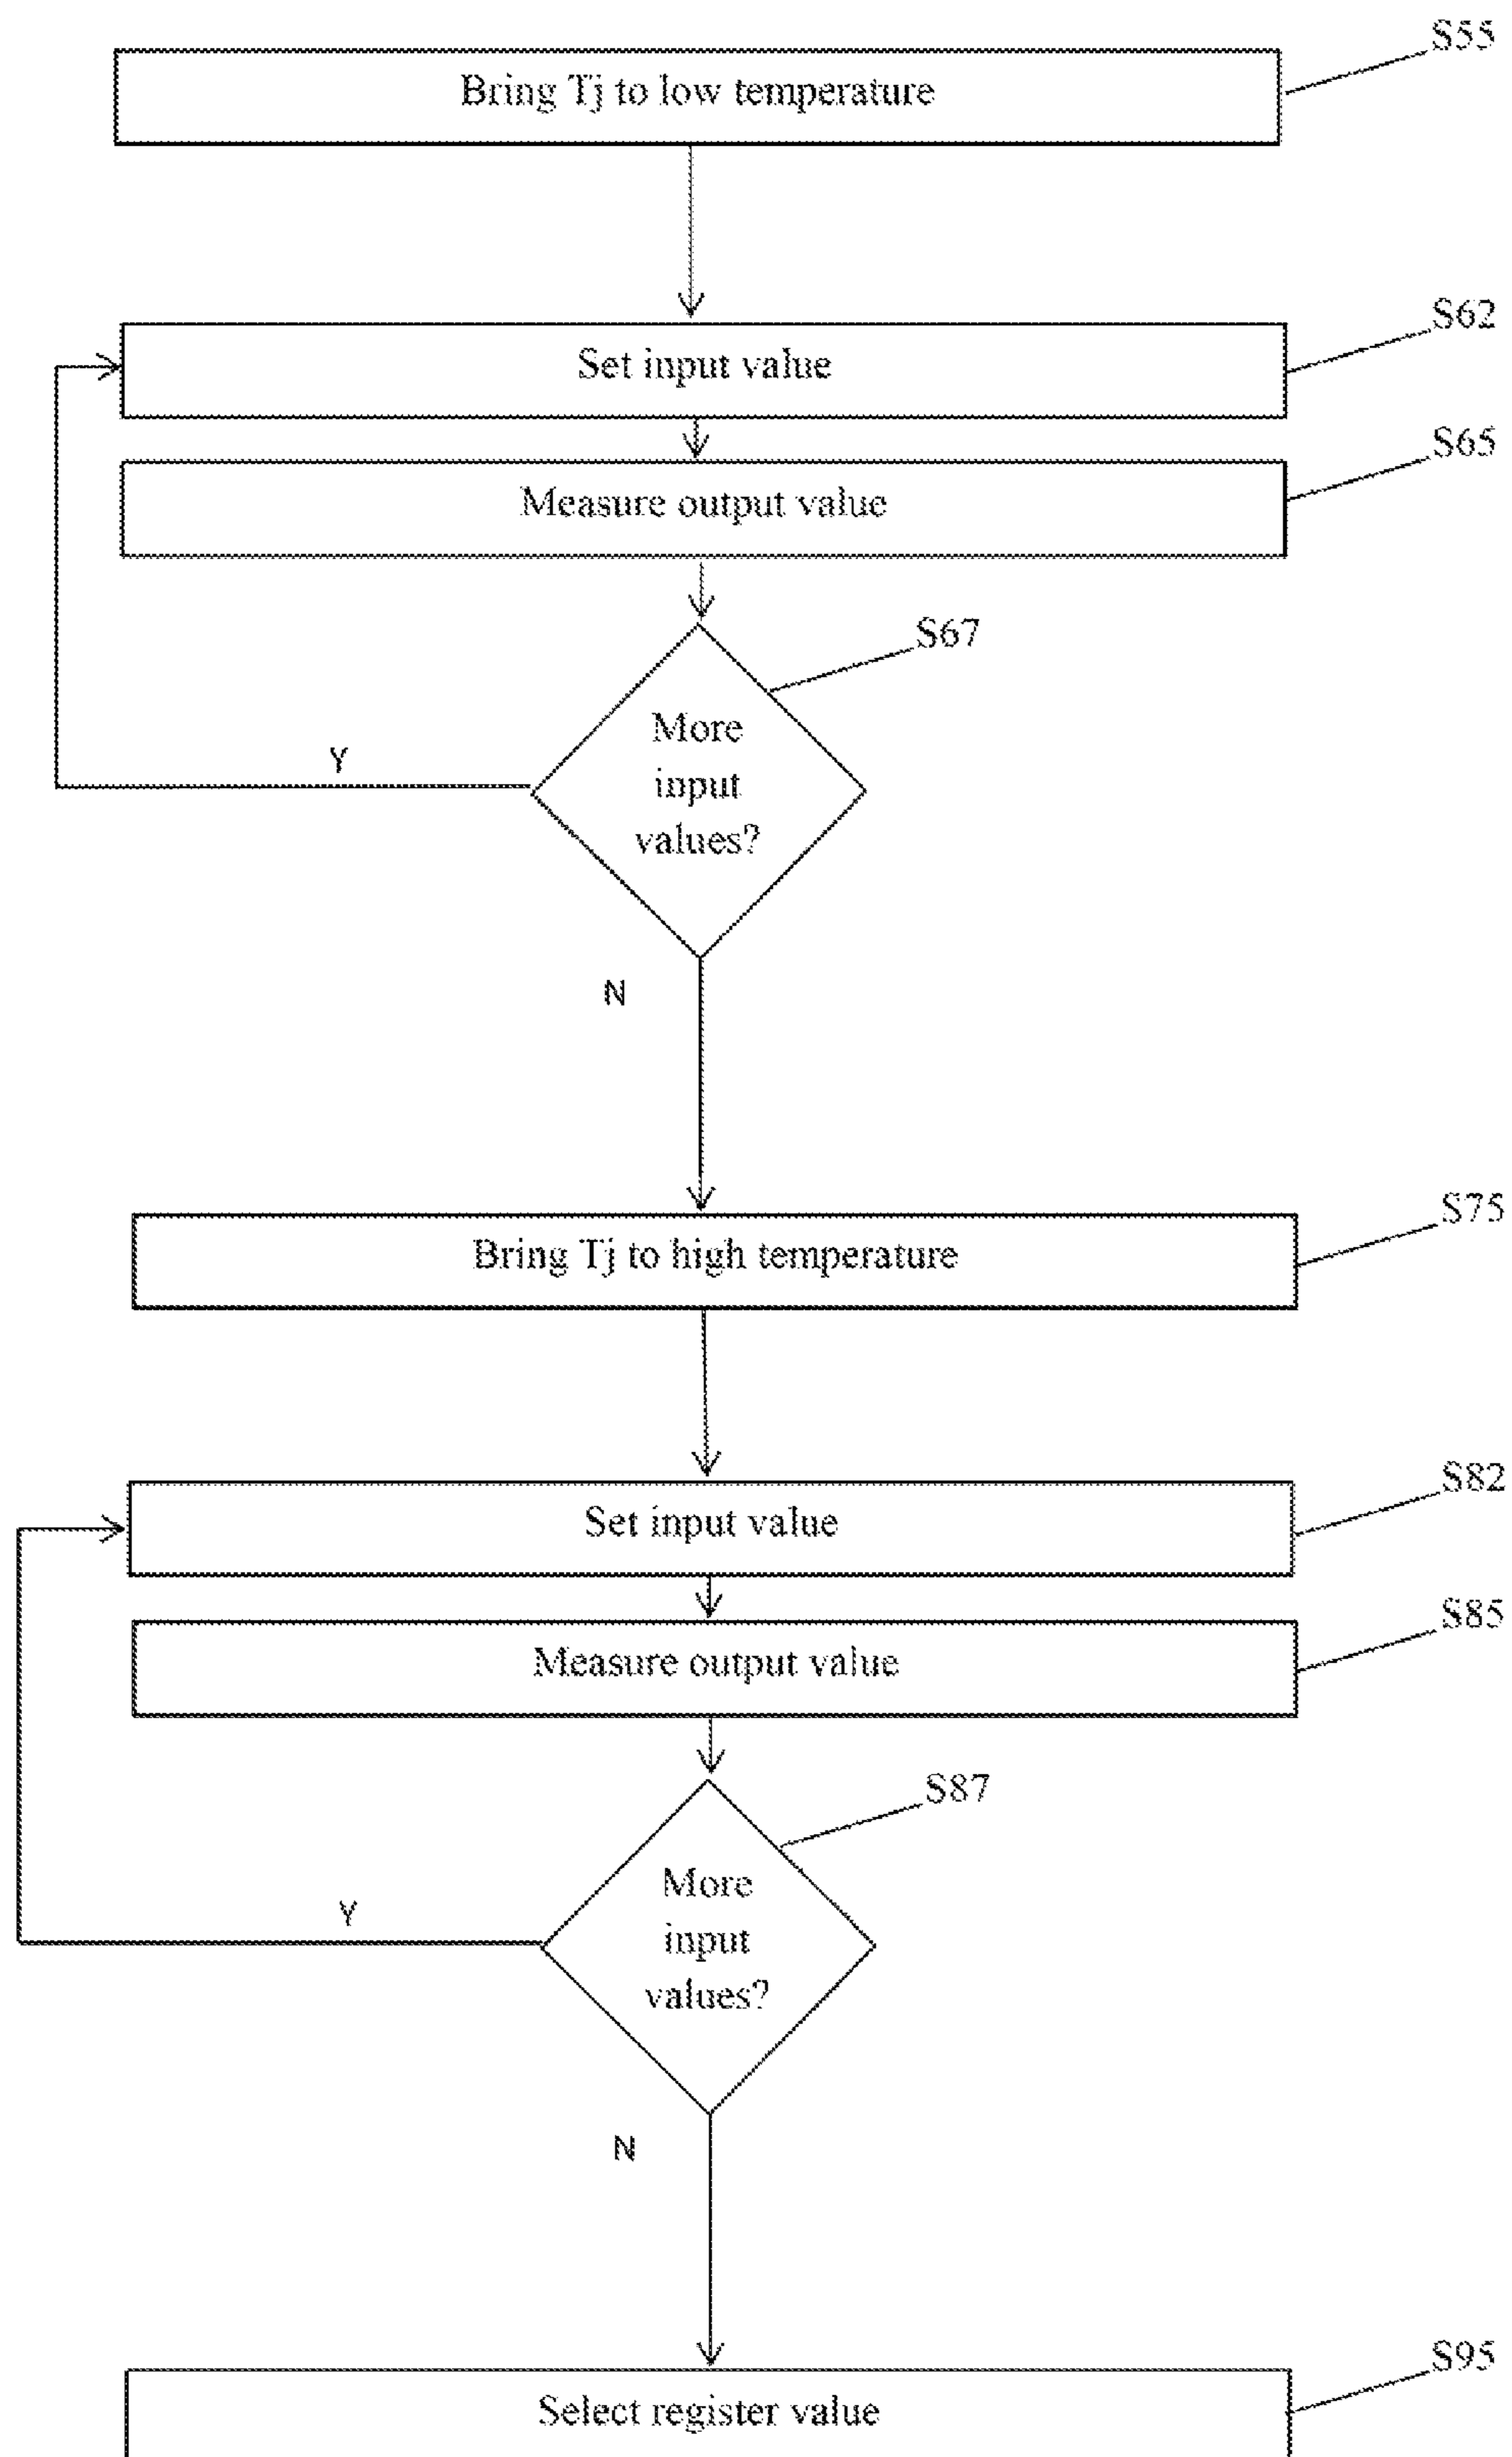 S55
Bring Tj to low temperature
S62
Set input value
S65
Measure output value
S67
More
input
values?
Y
N
S75
Bring Tj to high temperature
S82
Set input value
S85
Measure output value
S87
More
input
values?
Y
N
S95
Select register value